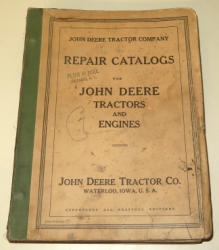 JOHN DEERE TRACTOR COMPANY
REPAIR CATALOGS
FOR
JOHN DEERE
TRACTORS
AND
ENGINES
JOHN DEERE TRACTOR CO.
WATERLOO, IOWA, U. S. A.